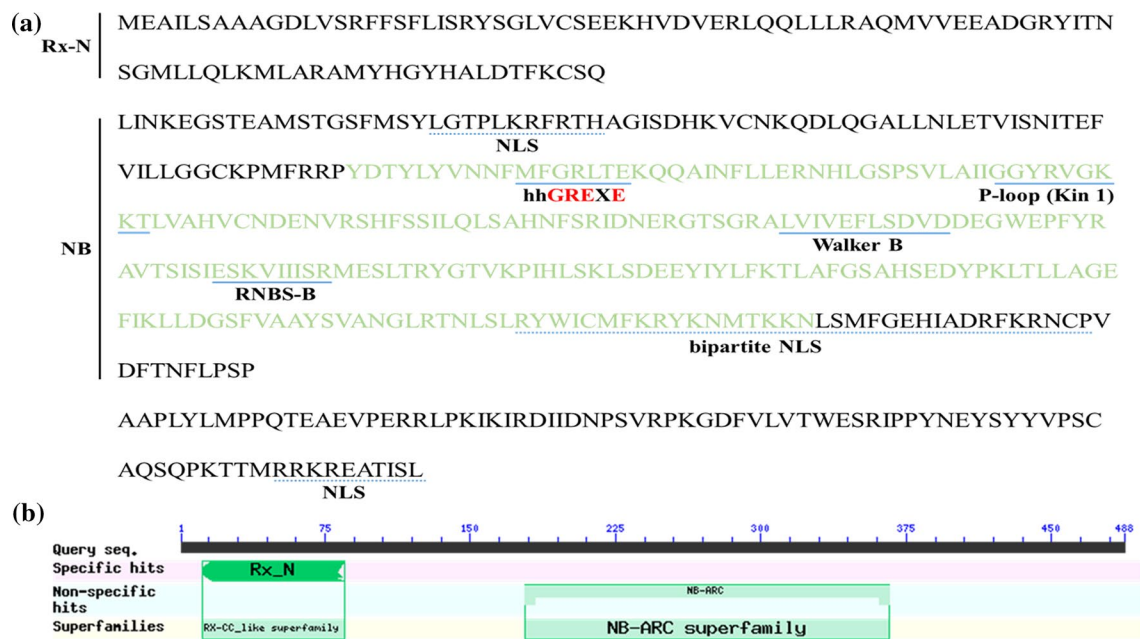 (a)
Rx-N
MEAILSAAAGDLVSRFFSFLISRYSGLVCSEEKHVDVERLQQLLLRAQMVVEEADGRYITN
SGMLLQLKMLARAMYHGYHALDTFKCSQ
NB
LINKEGSTEAMSTGSFMSYLGTPLKRFRTHAGISDHKVCNKQDLQGALLNLETVISNITEF
NLS
VILLGGCKPMFRRPYDTYLYVNNFMFGRLTEKQQAINFLLERNHLGSPSVLAIIGGYRVGK
hhGREXE P-loop (Kin 1)
KTLVAHVCNDENVRSHFSSILQLSAHNFSRIDNERGTSGRALVIVEFLSDVDDEGWEPFYR
Walker B
AVTSISIESKVIIISRMESLTRYGTVKPIHLSKLSDEEYIYLFKTLAFGSAHSEDYPKLTLLAGE
RNBS-B
FIKLLDGSFVAAYSVANGLRTNLSLRYWICMFKRYKNMTKKNLSMFGEHIADRFKRNCPV
bipartite NLS
DFTNFLPSP
AAPLYLMPPQTEAEVPERRLPKIKIRDIIDNPSVRPKGDFVLVTWESRIPPYNEYSYYVPSC
AQSQPKTTMRRKREATISL
NLS
(b)
1 75 150 225 300 375 450 488
Query seq.
Specific hits Rx_N
Non-specific hits NB-ARC
Superfamilies RX-CC_like superfamily NB-ARC superfamily